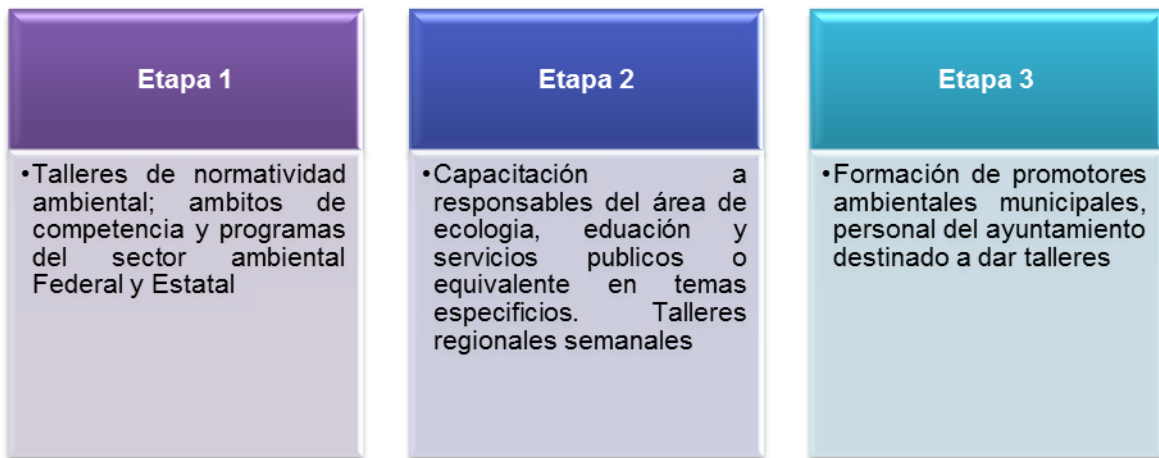 Etapa 1
•Talleres de normatividad
ambiental; ambitos de
competencia y programas
del sector ambiental
Federal y Estatal
Etapa 2
•Capacitación a
responsables del área de
ecologia, eduación y
servicios publicos o
equivalente en temas
especificios. Talleres
regionales semanales
Etapa 3
•Formación de promotores
ambientales municipales,
personal del ayuntamiento
destinado a dar talleres